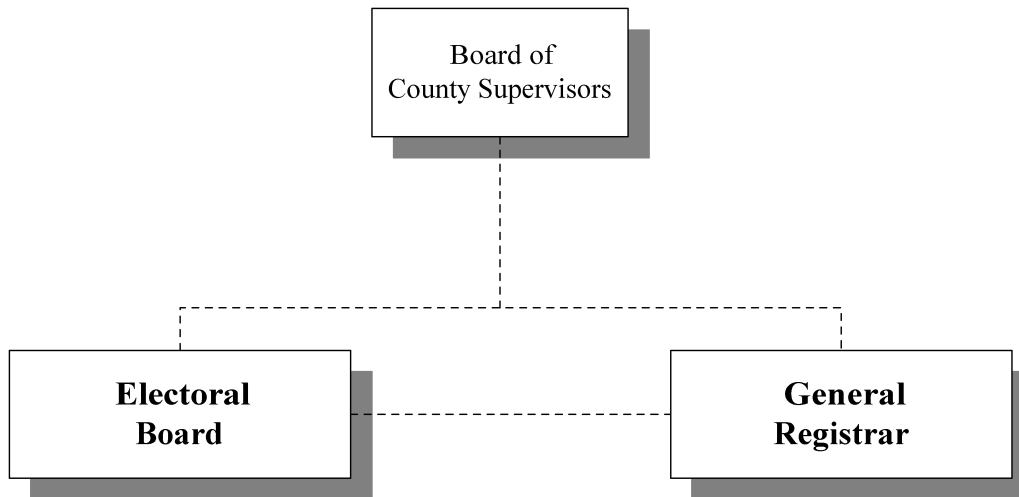 Board of
County Supervisors
Electoral
Board
General
Registrar